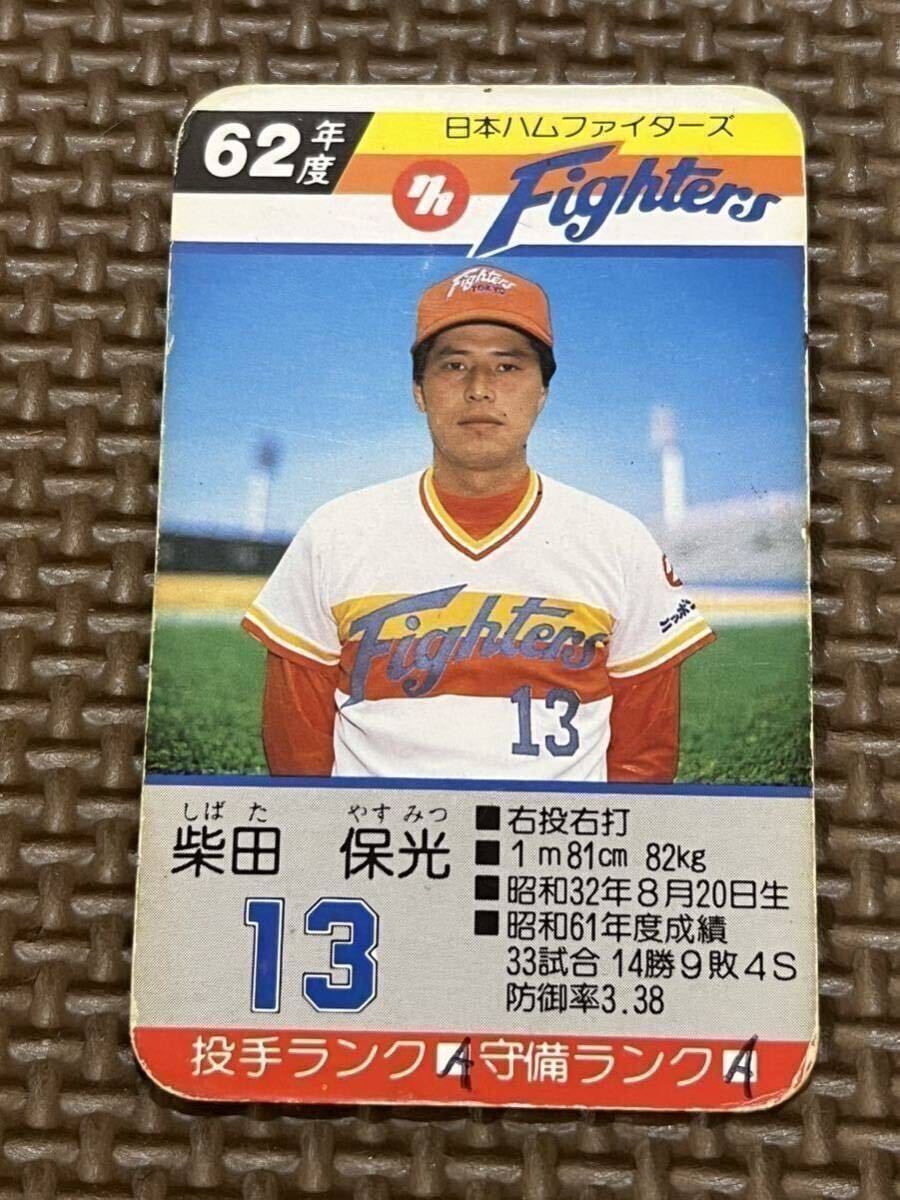 62年度
日本ハムファイターズ
nh
Fighters
Fighters
TOKYO
Fighters
13
しばた やすみつ
柴田 保光
13
■右投右打
■1m81cm 82kg
■昭和32年8月20日生
■昭和61年度成績
33試合 14勝9敗4S
防御率3.38
投手ランクA 守備ランクA